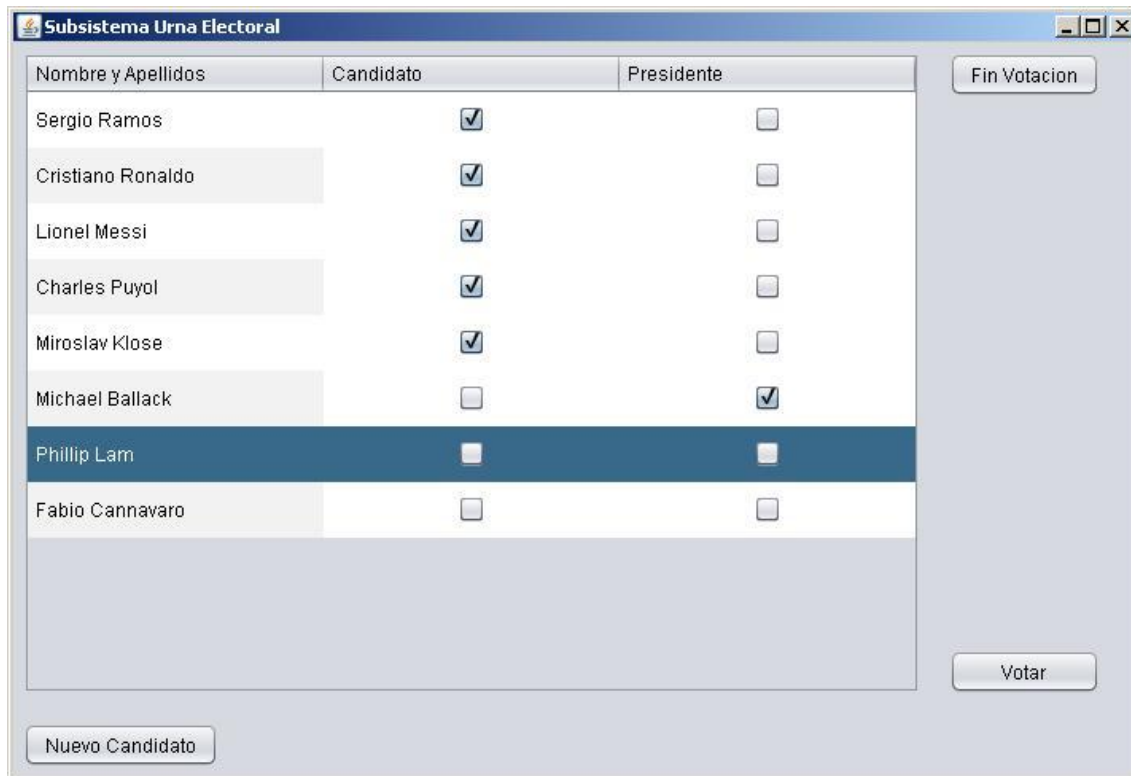 Subsistema Urna Electoral
Nombre y Apellidos Candidato Presidente
Fin Votacion
Sergio Ramos
Cristiano Ronaldo
Lionel Messi
Charles Puyol
Miroslav Klose
Michael Ballack
Phillip Lam
Fabio Cannavaro
Votar
Nuevo Candidato